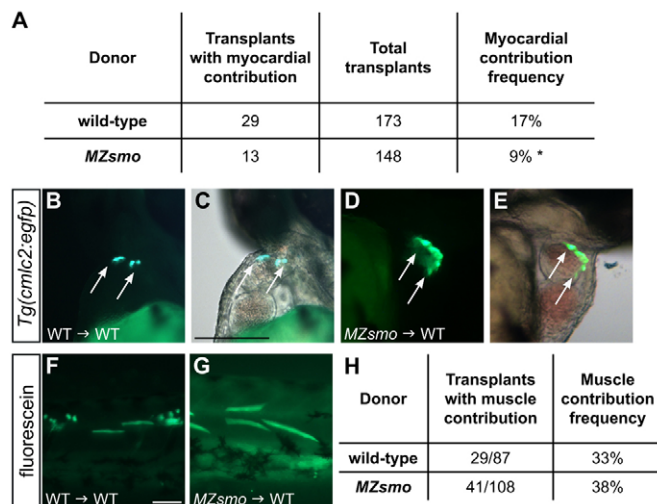 A
Donor
Transplants with myocardial contribution
Total transplants
Myocardial contribution frequency
wild-type 29 173 17%
MZsmo 13 148 9% *
Tg(cmlc2:egfp)
B
WT → WT
C
D
MZsmo → WT
E
fluorescein
F
WT → WT
G
MZsmo → WT
H
Donor
Transplants with muscle contribution
Muscle contribution frequency
wild-type 29/87 33%
MZsmo 41/108 38%